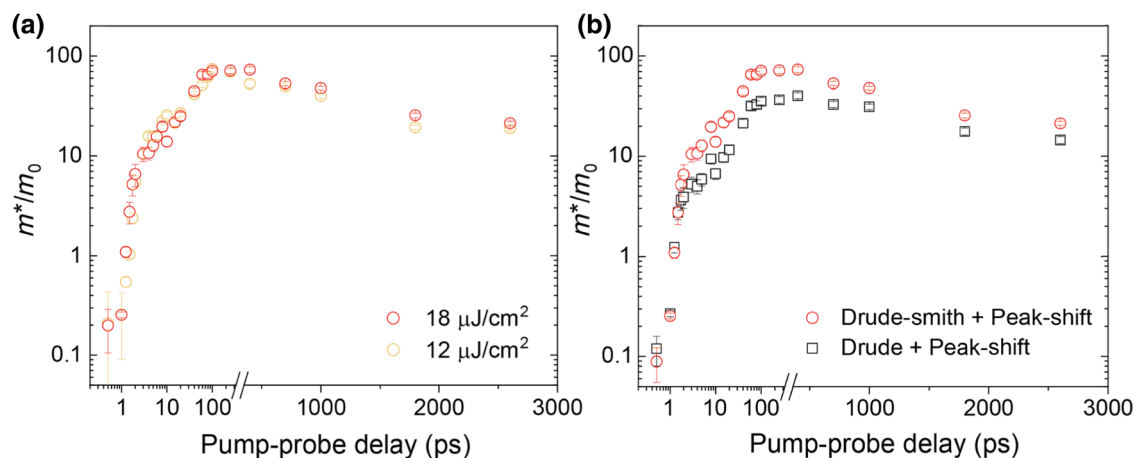 (a)
100
10
1
0.1
m*/m0
18 μJ/cm²
12 μJ/cm²
1 10 100 1000 2000 3000
Pump-probe delay (ps)
(b)
100
10
1
0.1
m*/m0
Drude-smith + Peak-shift
Drude + Peak-shift
1 10 100 1000 2000 3000
Pump-probe delay (ps)